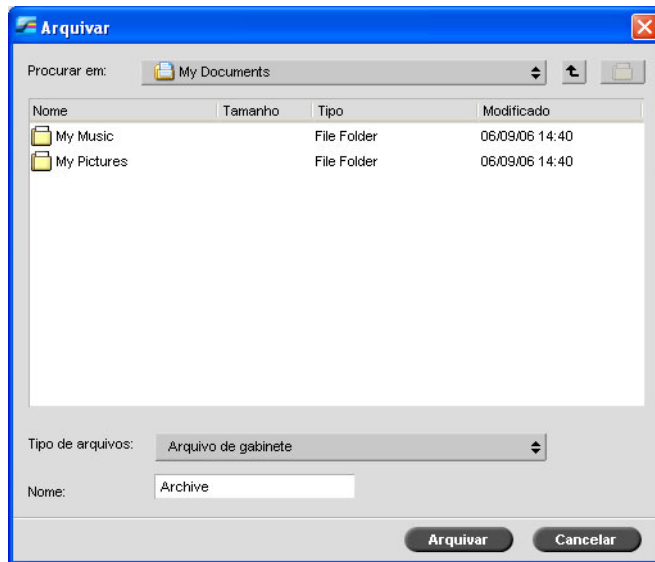 Arquivar
Procurar em: My Documents
Nome Tamanho Tipo Modificado
My Music File Folder 06/09/06 14:40
My Pictures File Folder 06/09/06 14:40
Tipo de arquivos: Arquivo de gabinete
Nome: Archive
Arquivar Cancelar